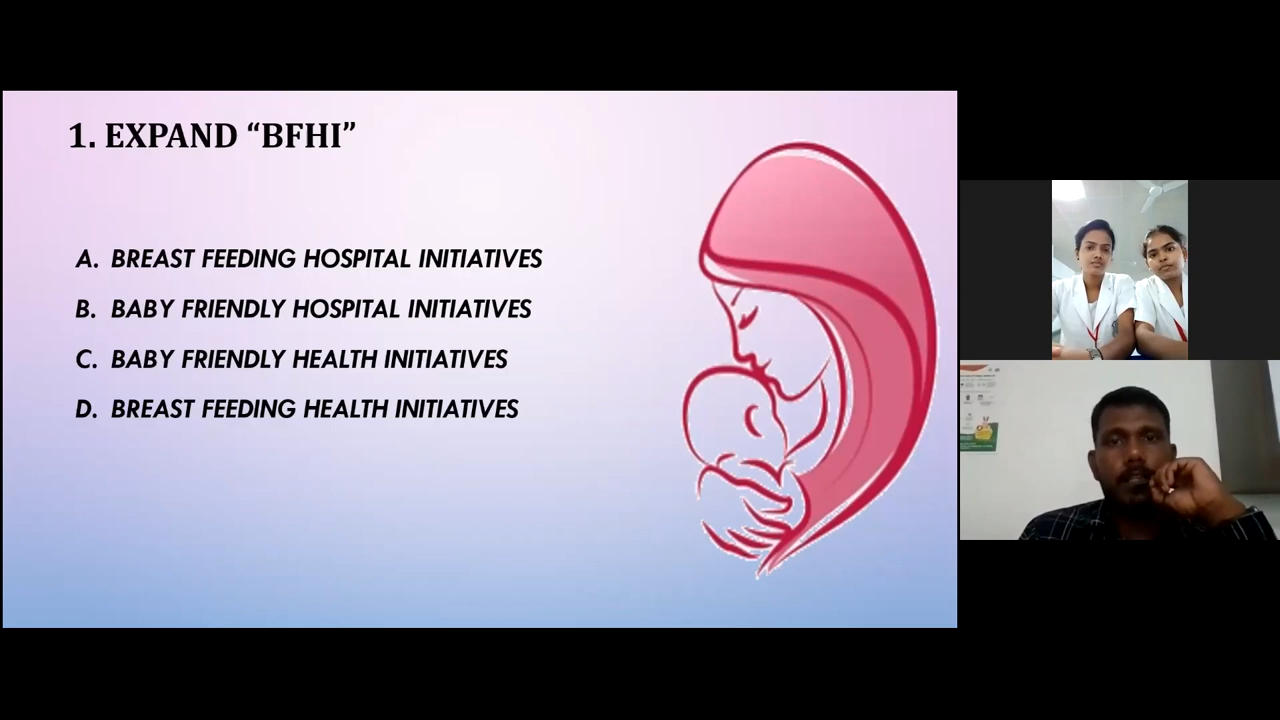 1. EXPAND “BFHI”
A. BREAST FEEDING HOSPITAL INITIATIVES
B. BABY FRIENDLY HOSPITAL INITIATIVES
C. BABY FRIENDLY HEALTH INITIATIVES
D. BREAST FEEDING HEALTH INITIATIVES